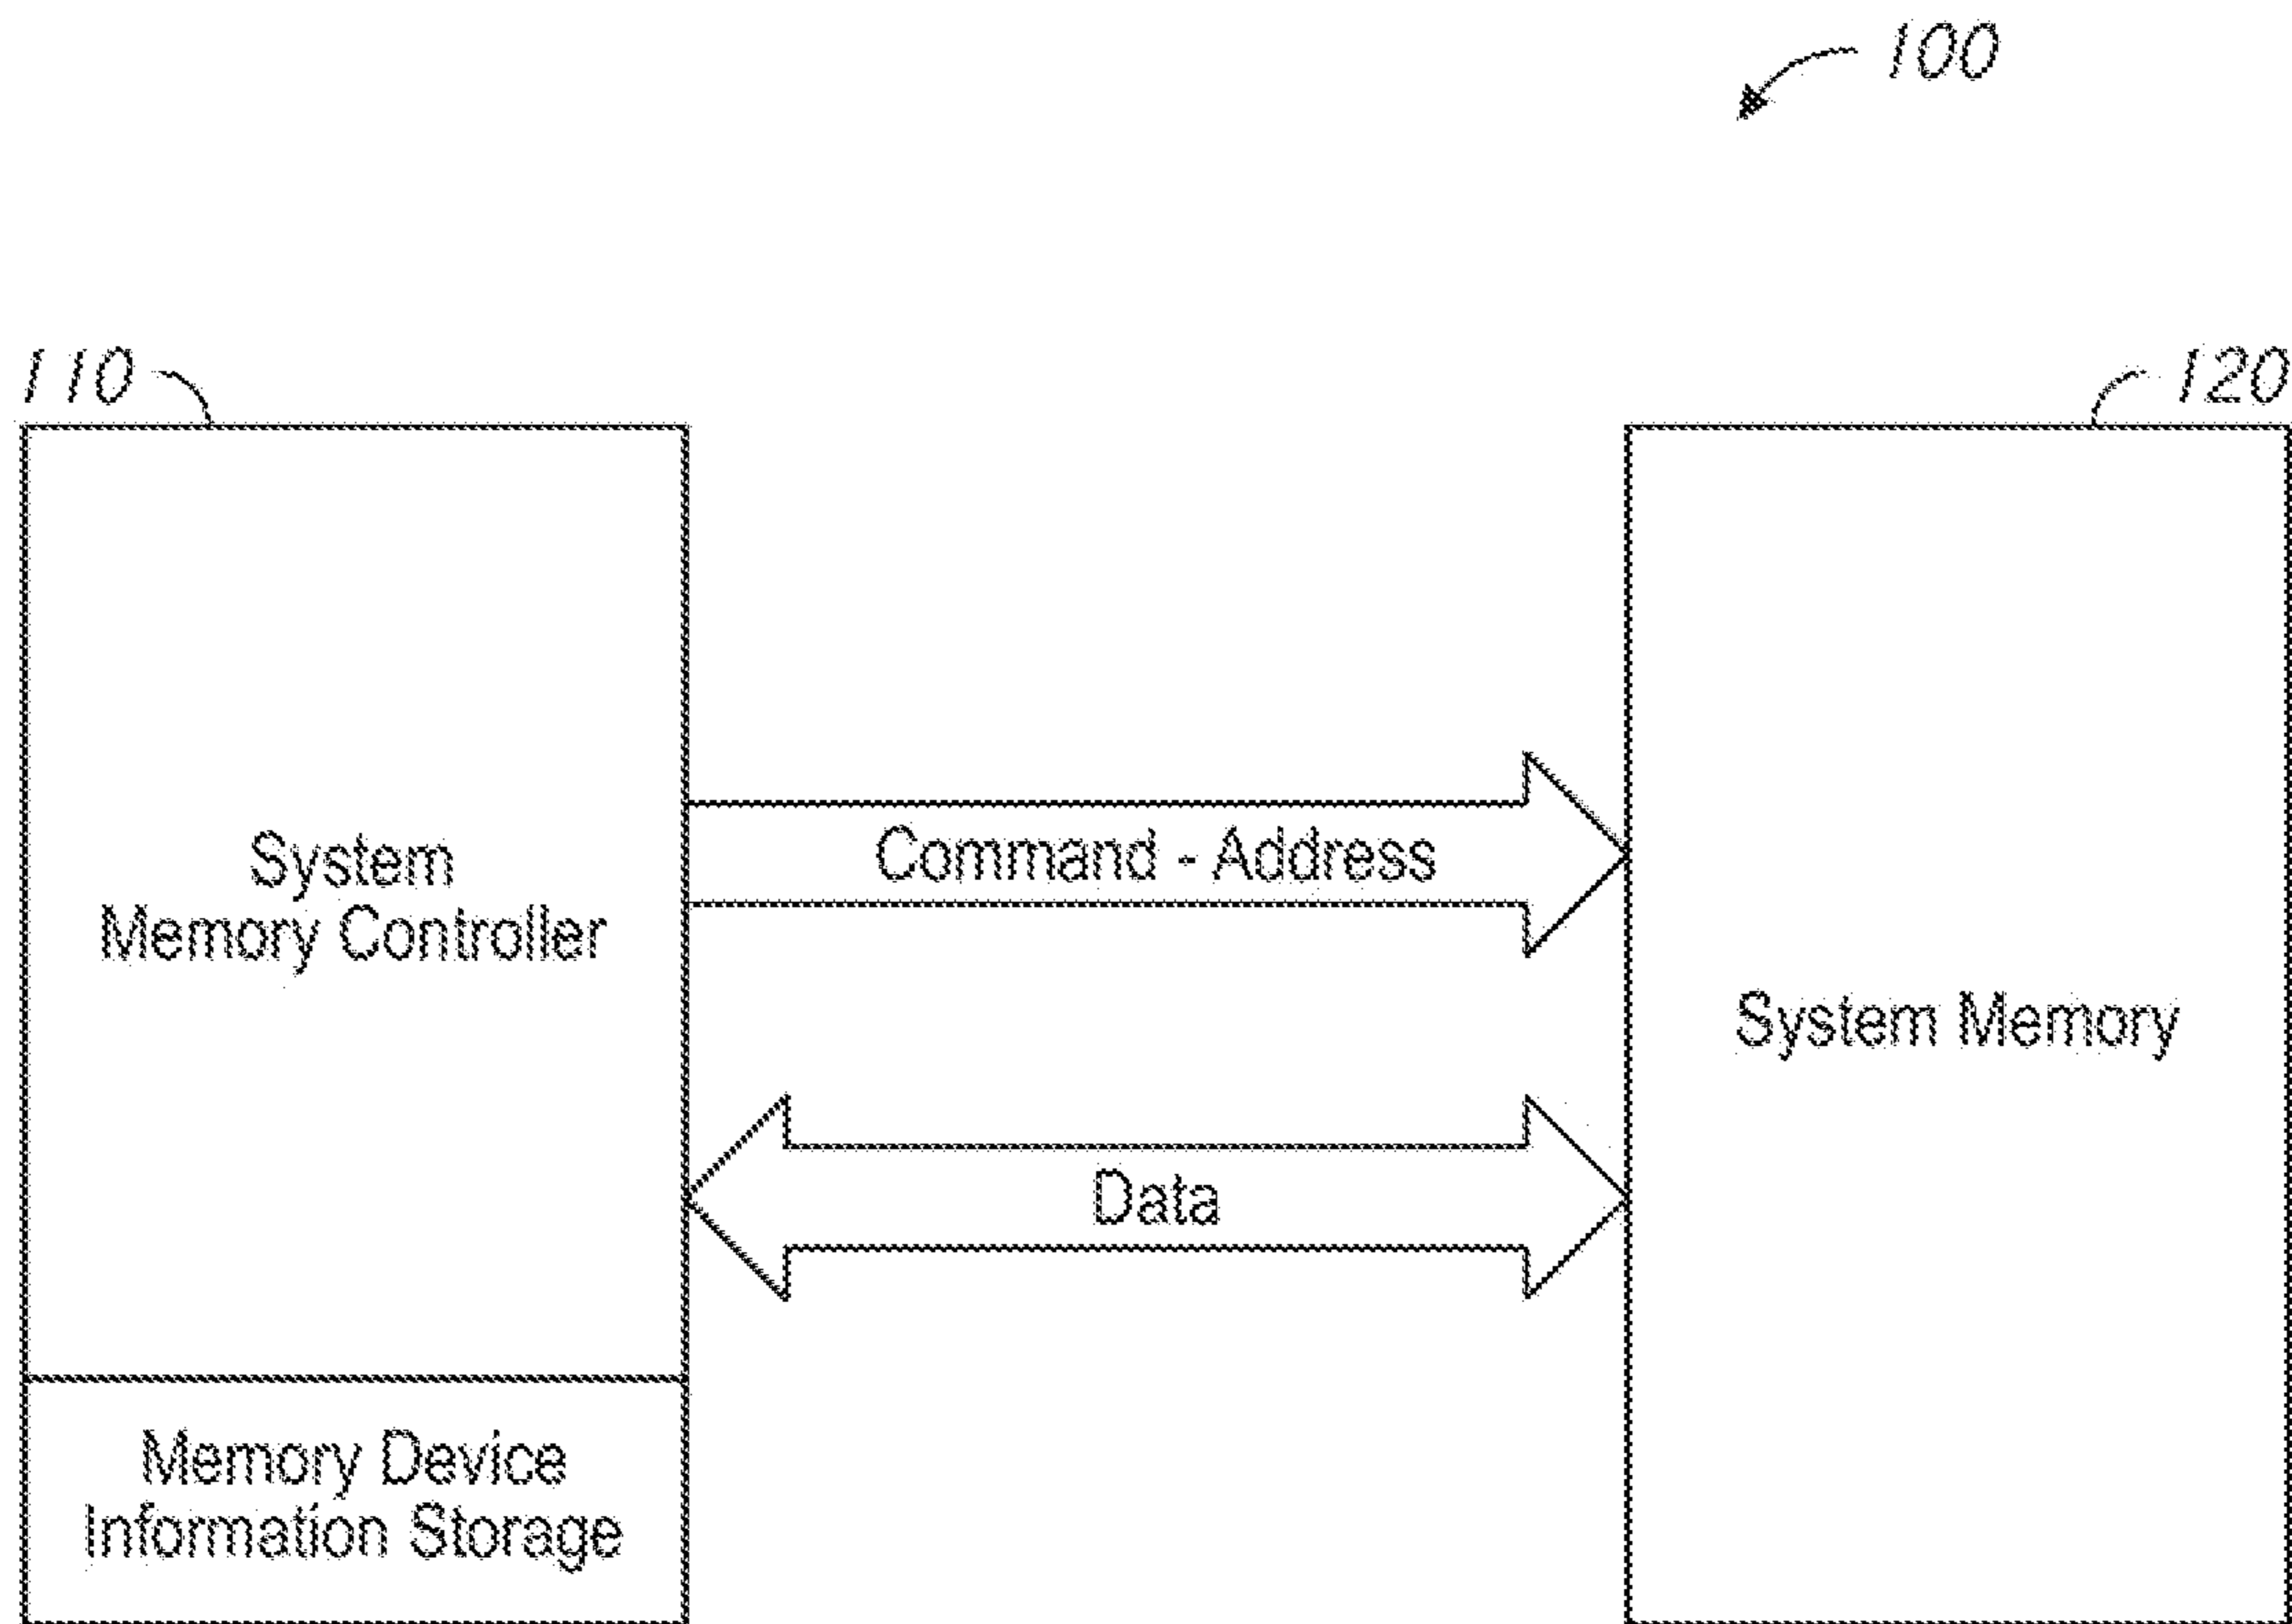 100
110
120
System
Memory Controller
Command - Address
System Memory
Data
Memory Device
Information Storage